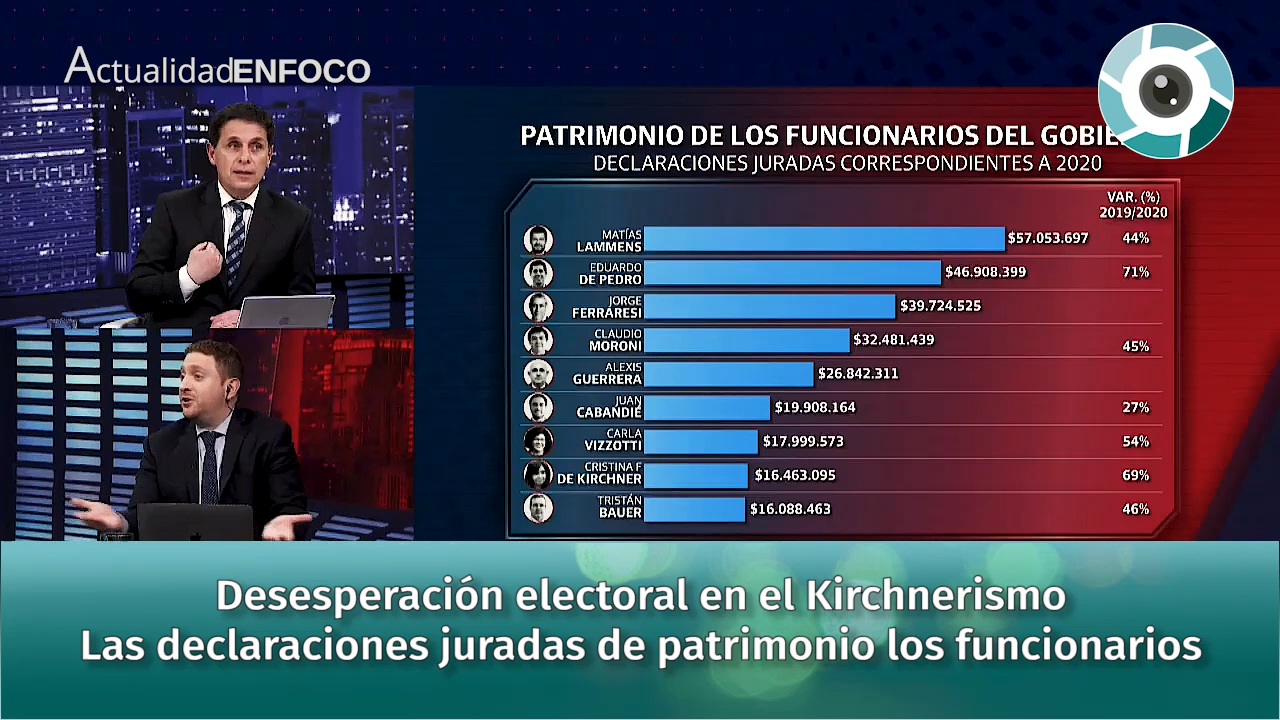 ActualidadENFOCO
PATRIMONIO DE LOS FUNCIONARIOS DEL GOBIE
DECLARACIONES JURADAS CORRESPONDIENTES A 2020
VAR. (%)
2019/2020
MATÍAS
LAMMENS $57.053.697 44%
EDUARDO
DE PEDRO $46.908.399 71%
JORGE
FERRARESI $39.724.525
CLAUDIO
MORONI $32.481.439 45%
ALEXIS
GUERRERA $26.842.311
JUAN
CABANDIÉ $19.908.164 27%
CARLA
VIZZOTTI $17.999.573 54%
CRISTINA F
DE KIRCHNER $16.463.095 69%
TRISTÁN
BAUER $16.088.463 46%
Desesperación electoral en el Kirchnerismo
Las declaraciones juradas de patrimonio los funcionarios